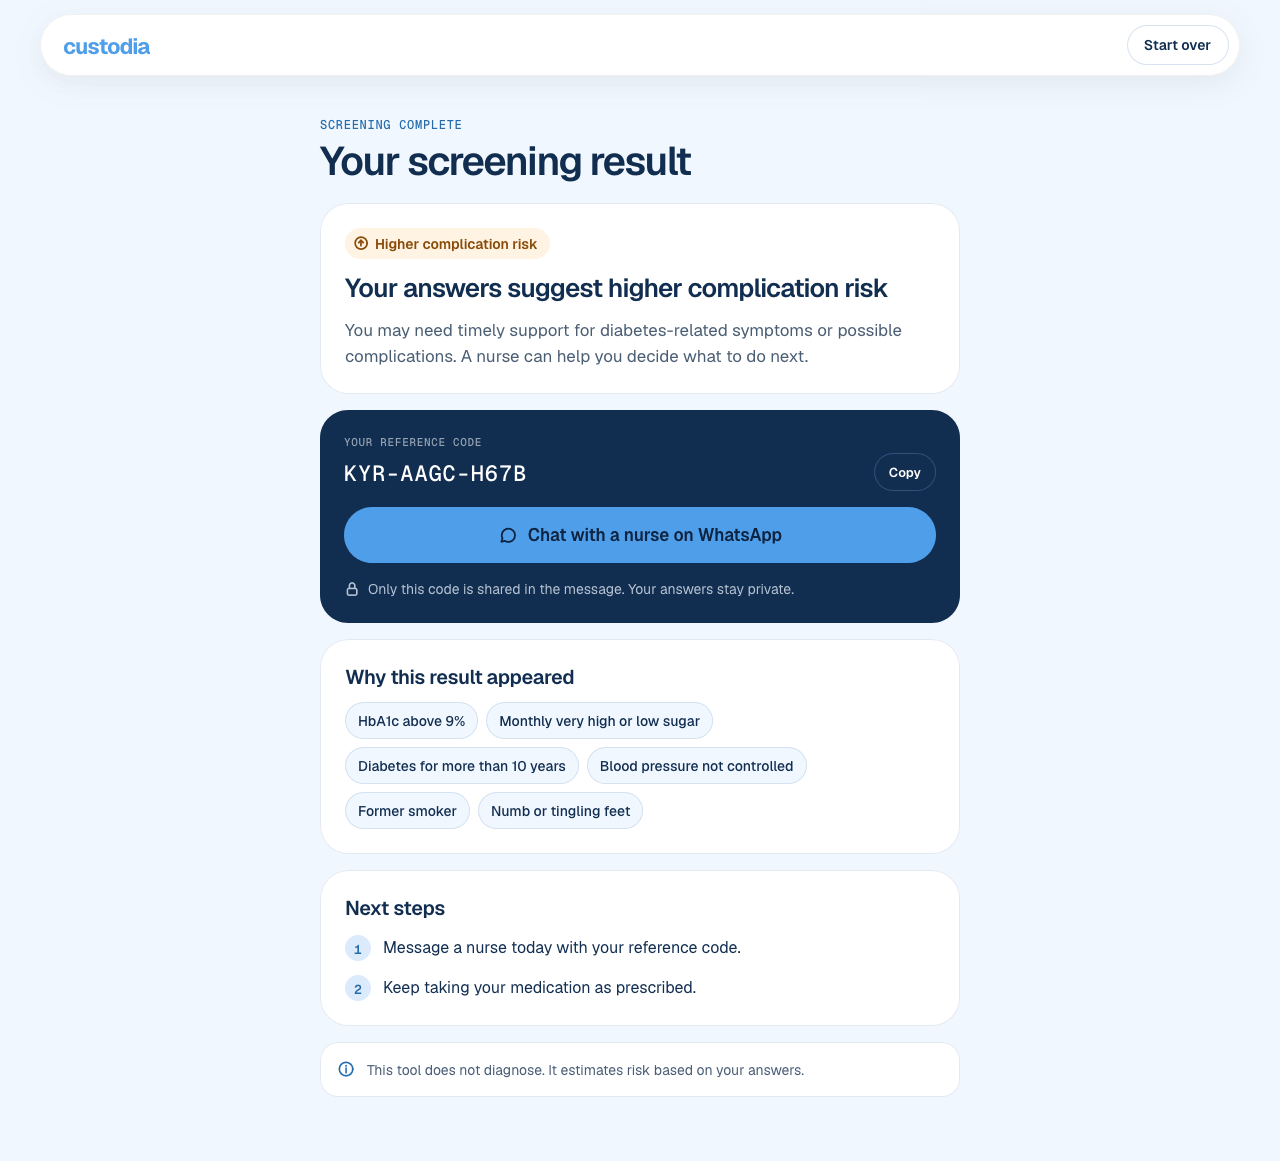 custodia
Start over
SCREENING COMPLETE
Your screening result
Higher complication risk
Your answers suggest higher complication risk
You may need timely support for diabetes-related symptoms or possible
complications. A nurse can help you decide what to do next.
YOUR REFERENCE CODE
KYR-AAGC-H67B
Copy
Chat with a nurse on WhatsApp
Only this code is shared in the message. Your answers stay private.
Why this result appeared
HbA1c above 9%
Monthly very high or low sugar
Diabetes for more than 10 years
Blood pressure not controlled
Former smoker
Numb or tingling feet
Next steps
1 Message a nurse today with your reference code.
2 Keep taking your medication as prescribed.
This tool does not diagnose. It estimates risk based on your answers.